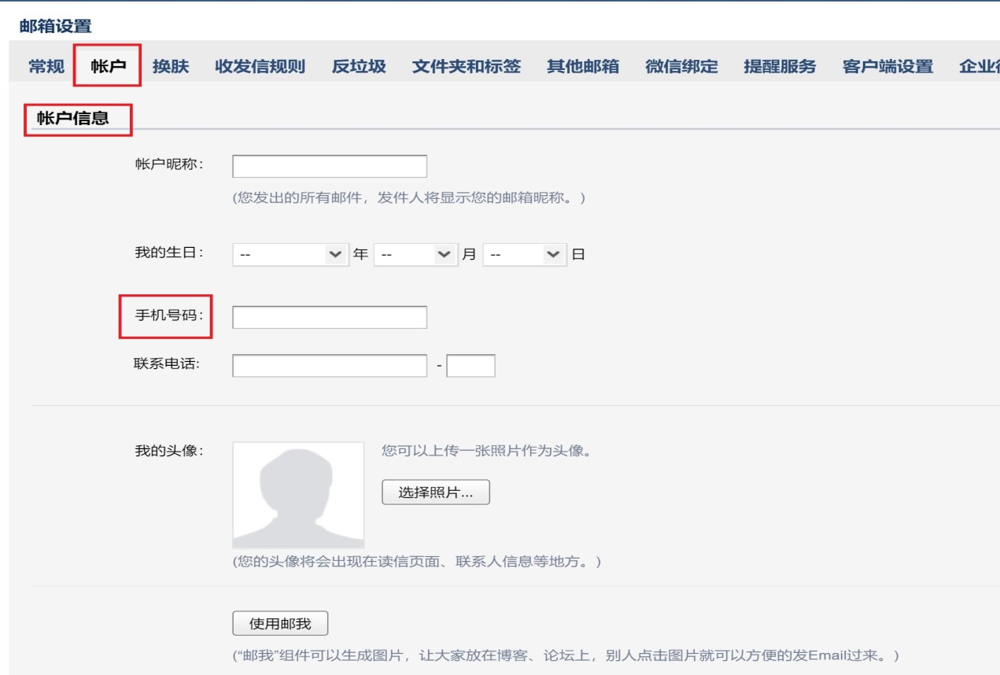 邮箱设置
常规 帐户 换肤 收发信规则 反垃圾 文件夹和标签 其他邮箱 微信绑定 提醒服务 客户端设置 企业
帐户信息
帐户昵称:
(您发出的所有邮件，发件人将显示您的邮箱昵称。)
我的生日: -- 年 -- 月 -- 日
手机号码:
联系电话: -
我的头像: 您可以上传一张照片作为头像。
选择照片...
(您的头像将会出现在读信页面、联系人信息等地方。)
使用邮我
(“邮我”组件可以生成图片，让大家放在博客、论坛上，别人点击图片就可以方便的发Email过来。)